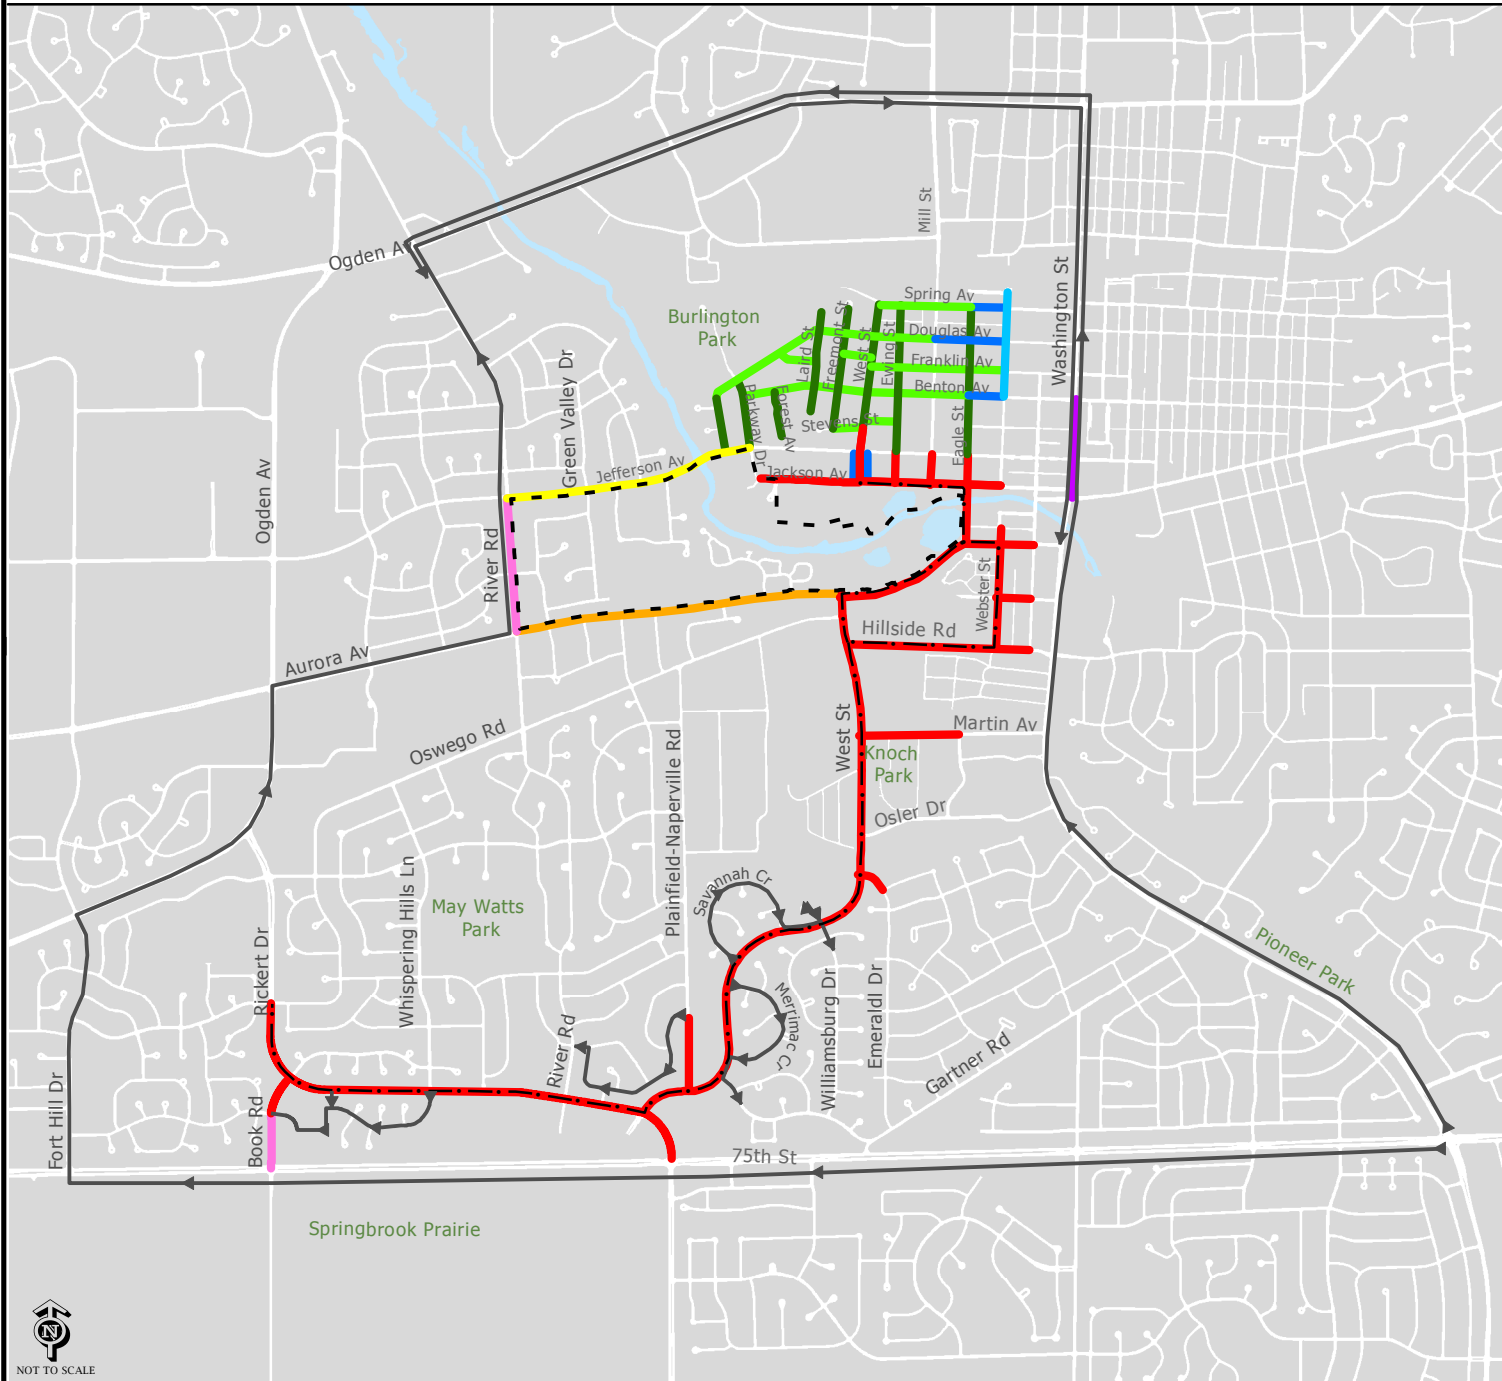 Mill St
Ogden Av
Washington St
Spring Av
Burlington
Park
Douglas Av
Laird St
Freemont St
West St
Ewing St
Franklin Av
Benton Av
Green Valley Dr
Parkway Dr
Forest Av
Stevens St
Eagle St
Jefferson Av
Jackson Av
Ogden Av
River Rd
Webster St
Hillside Rd
Aurora Av
Oswego Rd
Plainfield-Naperville Rd
West St
Martin Av
Knoch
Park
Osler Dr
Whispering Hills Ln
Savannah Cr
May Watts
Park
Rickert Dr
Pioneer Park
Merrimac Cr
Williamsburg Dr
Emeraldl Dr
River Rd
Gartner Rd
Fort Hill Dr
Book Rd
75th St
Springbrook Prairie
N
NOT TO SCALE